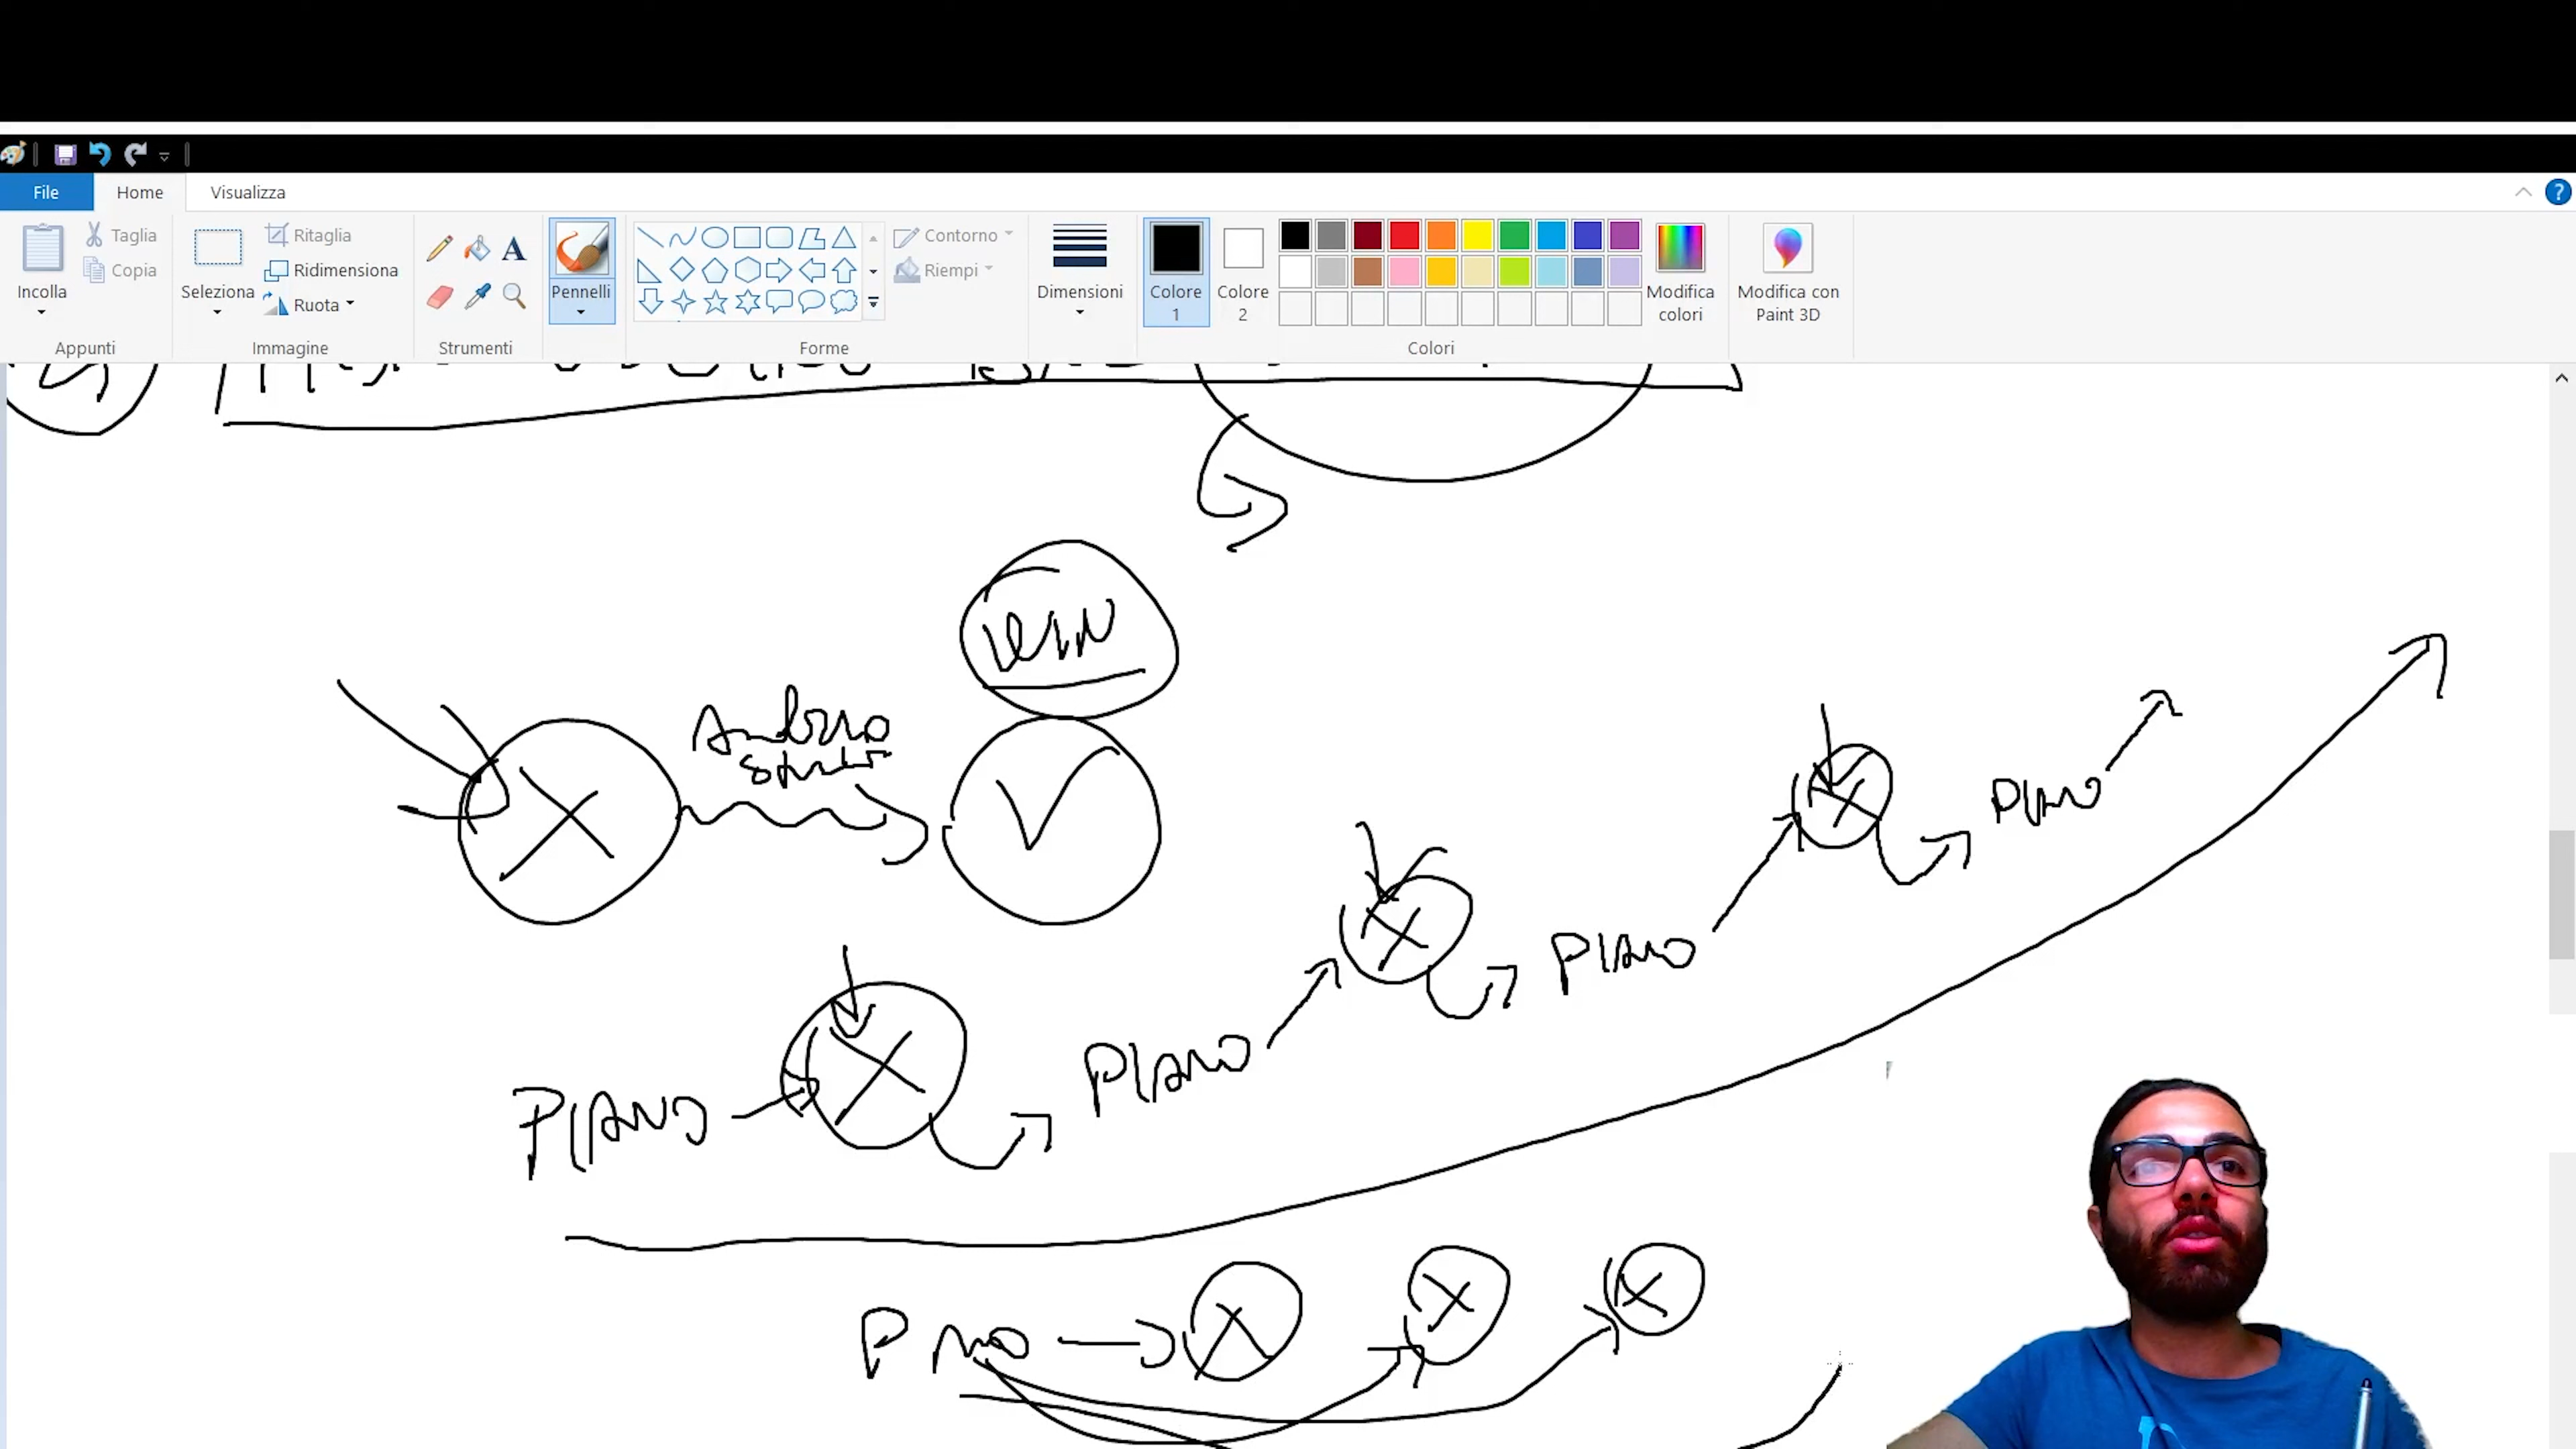 File Home Visualizza
Incolla
Taglia
Copia
Appunti
Seleziona
Ritaglia
Ridimensiona
Ruota
Immagine
Strumenti
Pennelli
Forme
Contorno
Riempi
Dimensioni
Colore 1
Colore 2
Colori
Modifica colori
Modifica con Paint 3D
PIANO
PIANO
PIANO
PIANO